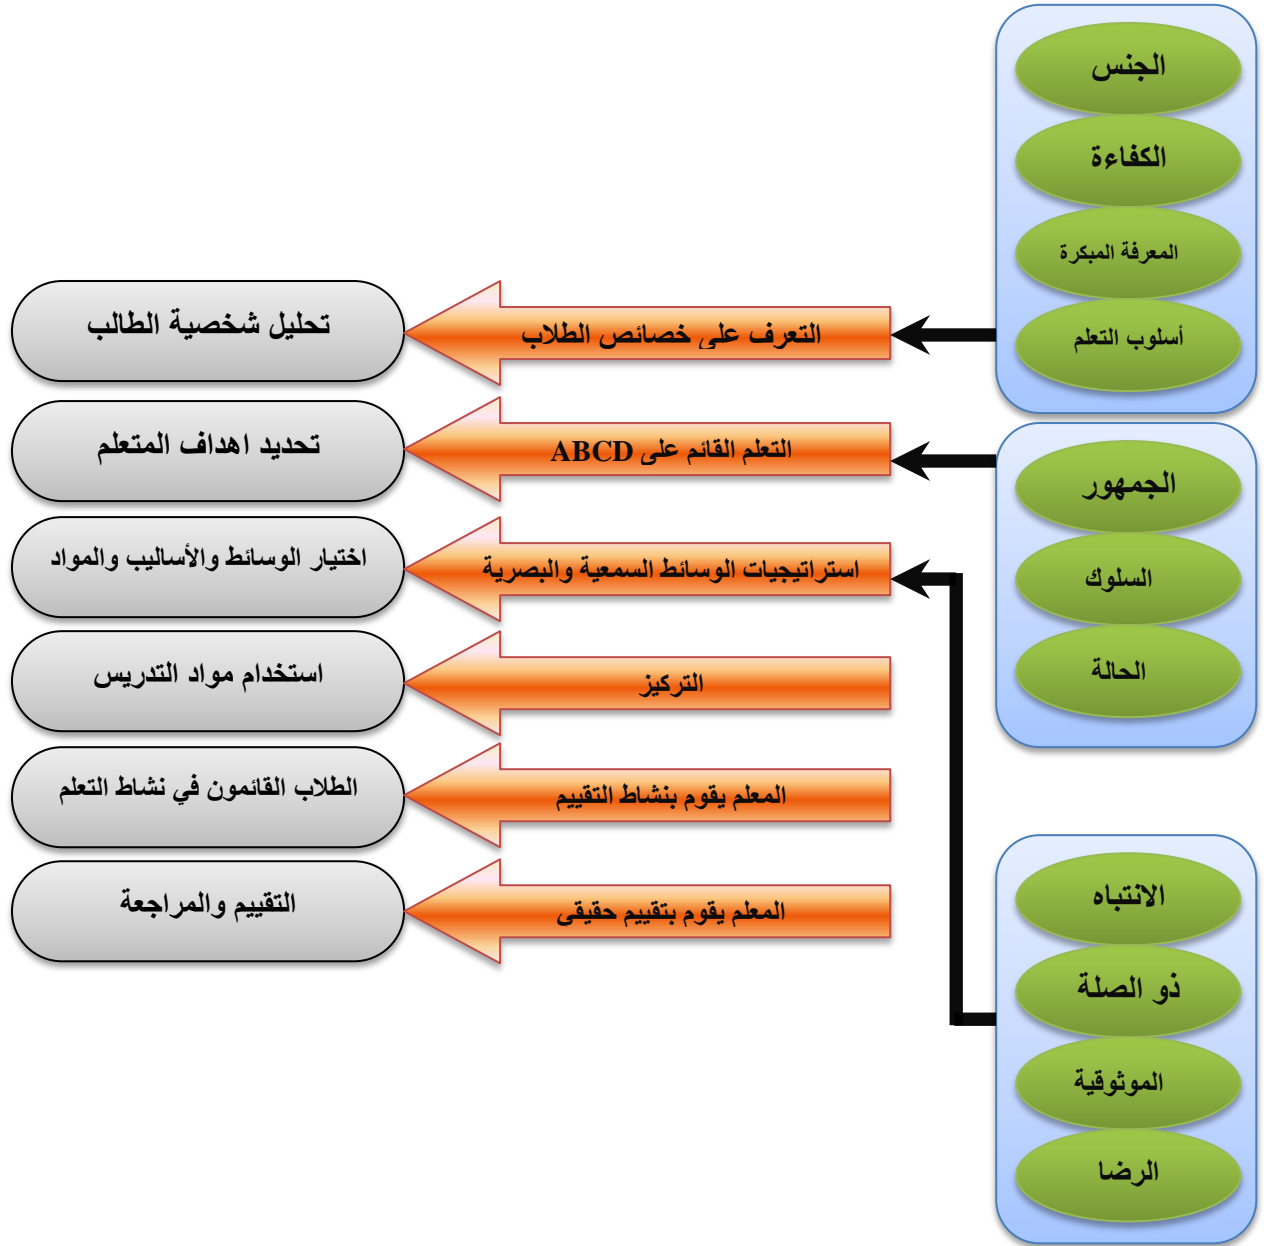 الجنس
الكفاءة
المعرفة المبكرة
أسلوب التعلم
التعرف على خصائص الطلاب
تحليل شخصية الطالب
الجمهور
السلوك
الحالة
التعلم القائم على ABCD
تحديد اهداف المتعلم
الانتباه
ذو الصلة
الموثوقية
الرضا
استراتيجيات الوسائط السمعية والبصرية
اختيار الوسائط والأساليب والمواد
التركيز
استخدام مواد التدريس
المعلم يقوم بنشاط التقييم
الطلاب القائمون في نشاط التعلم
المعلم يقوم بتقييم حقيقى
التقييم والمراجعة